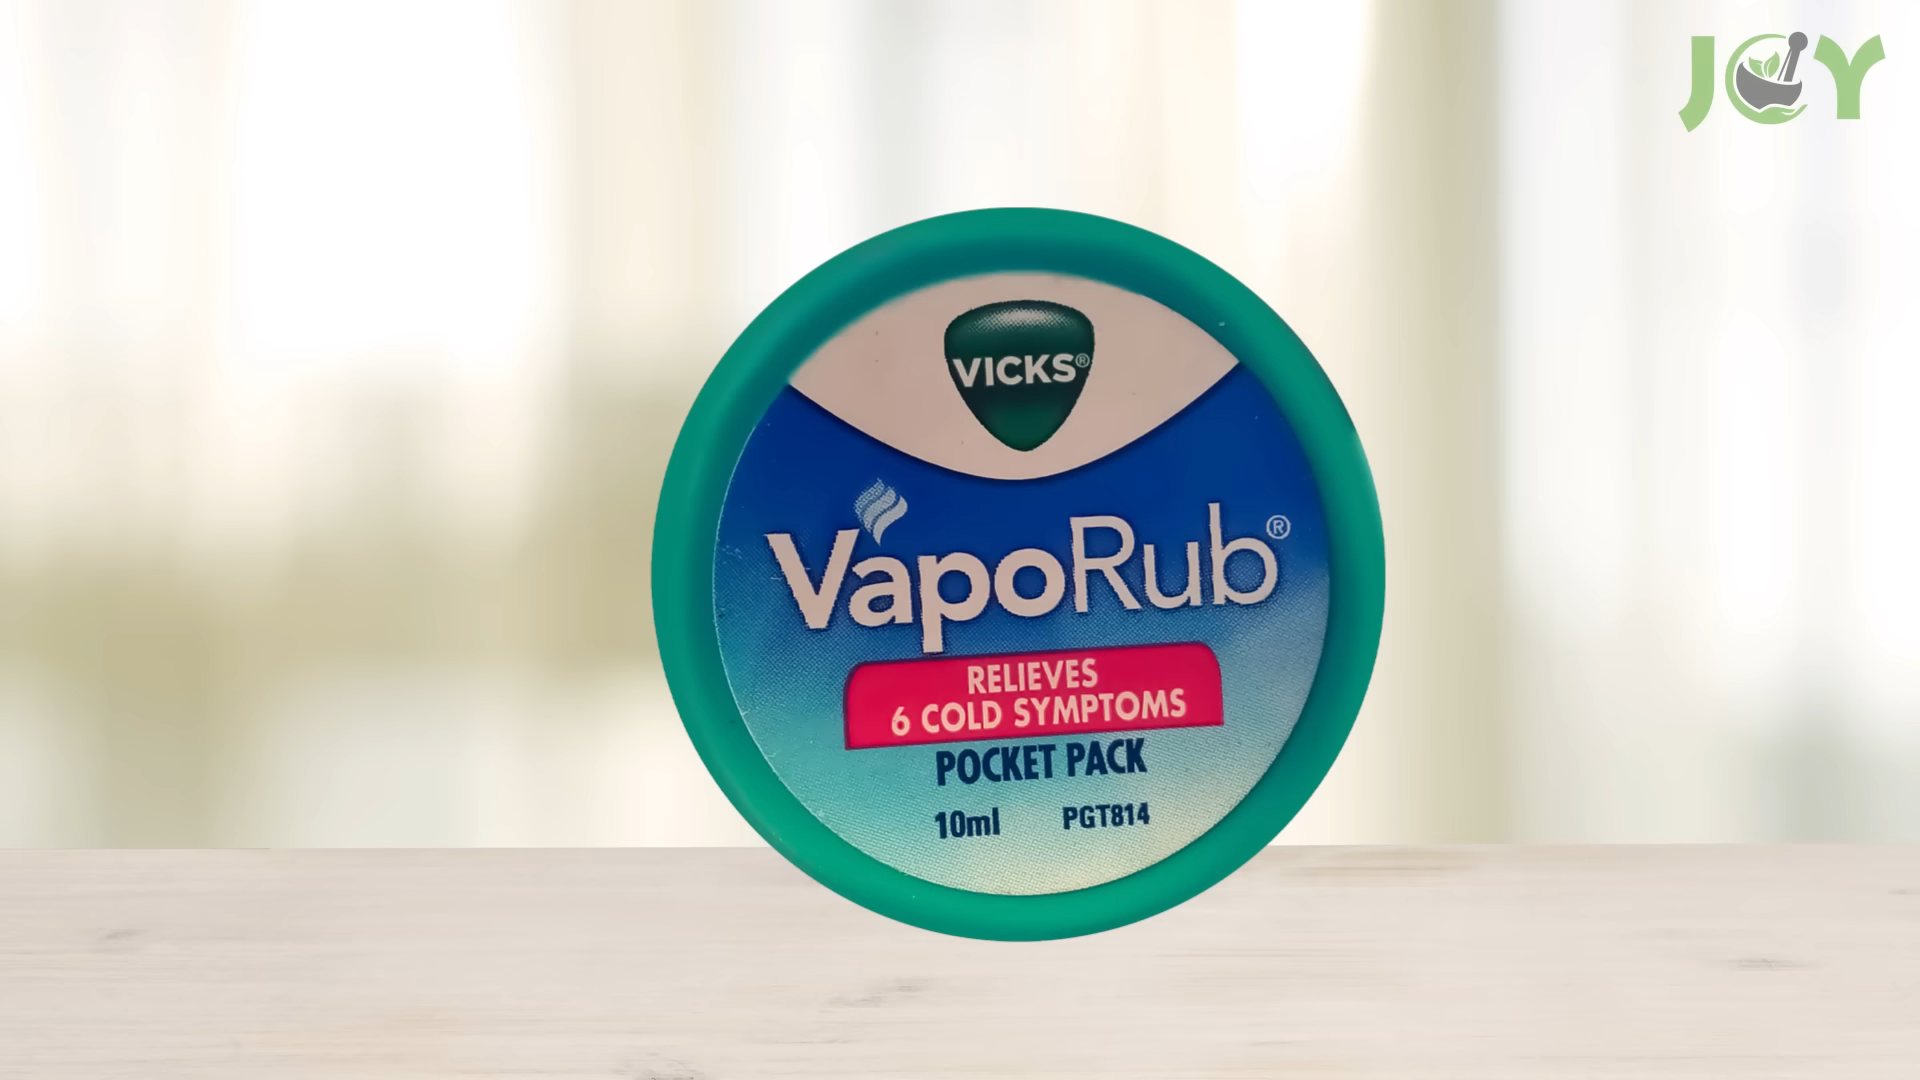 JOY
VICKS®
VapoRub®
RELIEVES
6 COLD SYMPTOMS
POCKET PACK
10ml PGT814